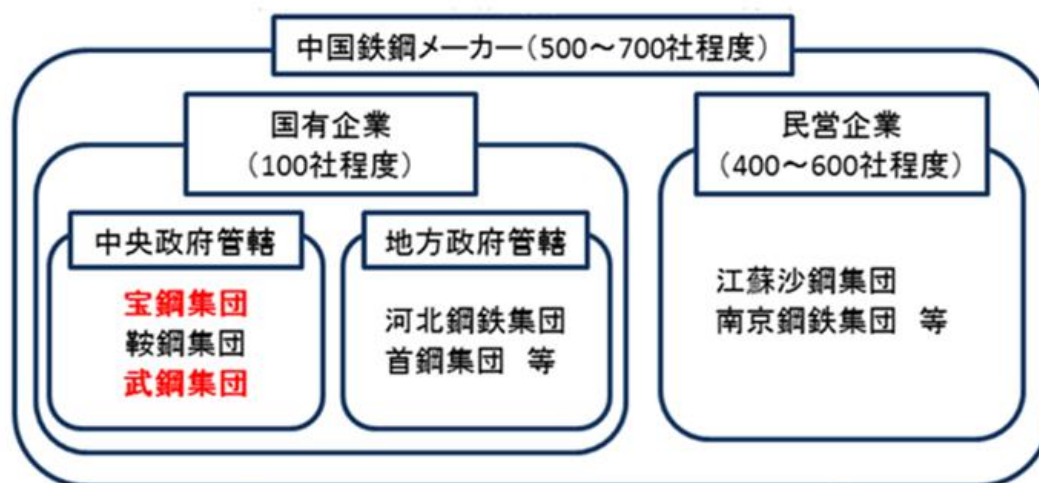 中国鉄鋼メーカー(500～700社程度)
国有企業
(100社程度)
民営企業
(400～600社程度)
中央政府管轄
宝鋼集団
鞍鋼集団
武鋼集団
地方政府管轄
河北鋼鉄集団
首鋼集団　等
江蘇沙鋼集団
南京鋼鉄集団　等